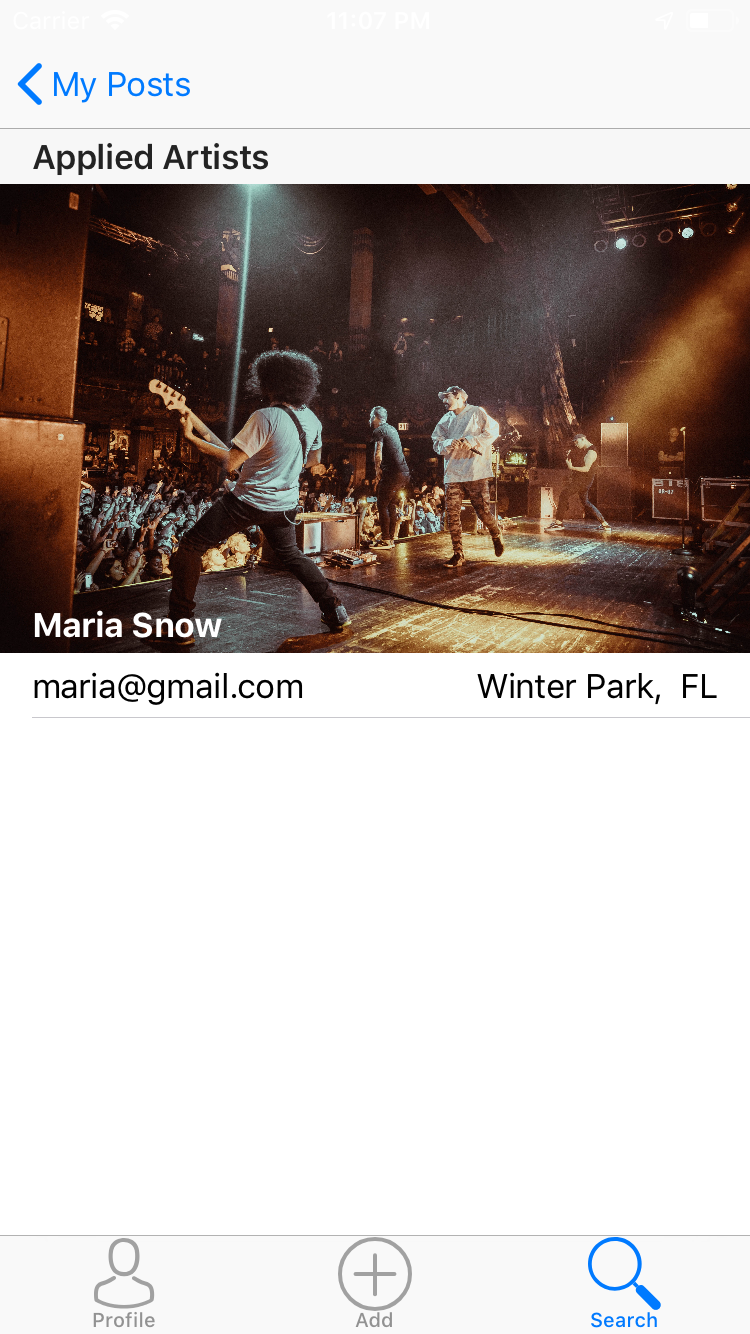 Carrier 11:07 PM
My Posts
Applied Artists
EXIT
Maria Snow
maria@gmail.com Winter Park, FL
Profile Add Search